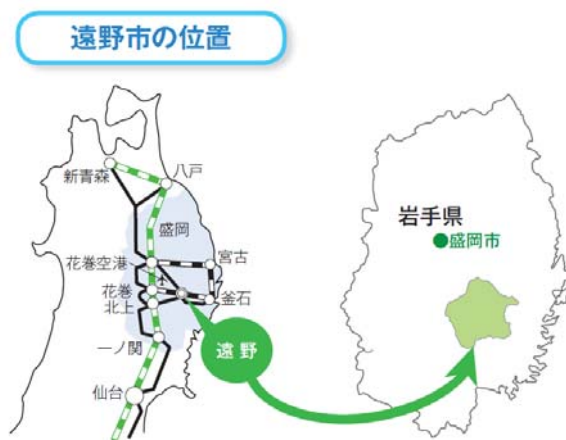 遠野市の位置
新青森
八戸
盛岡
花巻空港
宮古
花巻
釜石
北上
一ノ関
遠野
仙台
岩手県
盛岡市